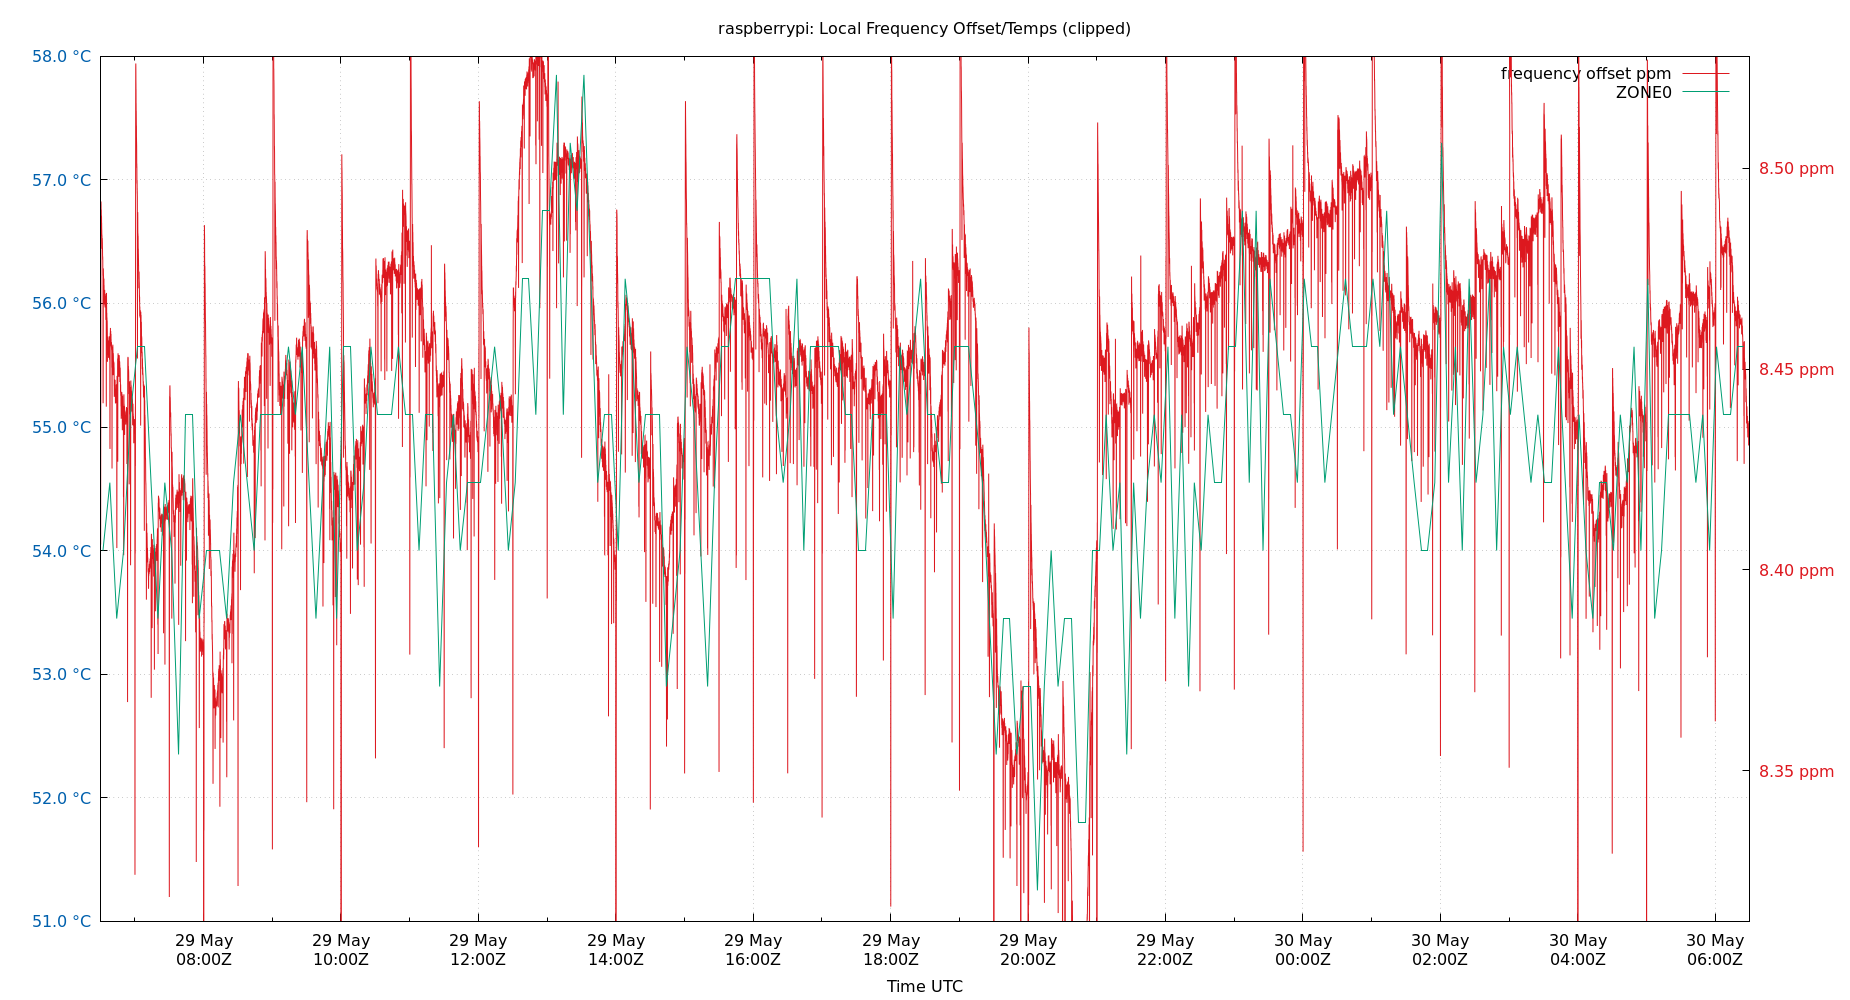 raspberrypi: Local Frequency Offset/Temps (clipped)
frequency offset ppm
ZONE0
58.0 °C
57.0 °C
56.0 °C
55.0 °C
54.0 °C
53.0 °C
52.0 °C
51.0 °C
8.50 ppm
8.45 ppm
8.40 ppm
8.35 ppm
29 May 29 May 29 May 29 May 29 May 29 May 29 May 29 May 30 May 30 May 30 May 30 May
08:00Z 10:00Z 12:00Z 14:00Z 16:00Z 18:00Z 20:00Z 22:00Z 00:00Z 02:00Z 04:00Z 06:00Z
Time UTC